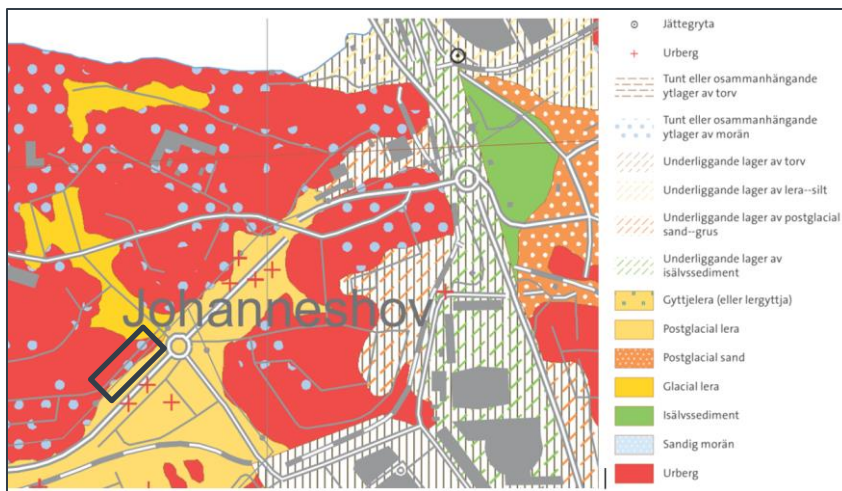 Johanneshov
Jättegryta
Urberg
Tunt eller osammanhängande
ytlager av torv
Tunt eller osammanhängande
ytlager av morän
Underliggande lager av torv
Underliggande lager av lera--silt
Underliggande lager av postglacial
sand--grus
Underliggande lager av
isälvssediment
Gyttjelera (eller lergyttja)
Postglacial lera
Postglacial sand
Glacial lera
Isälvssediment
Sandig morän
Urberg